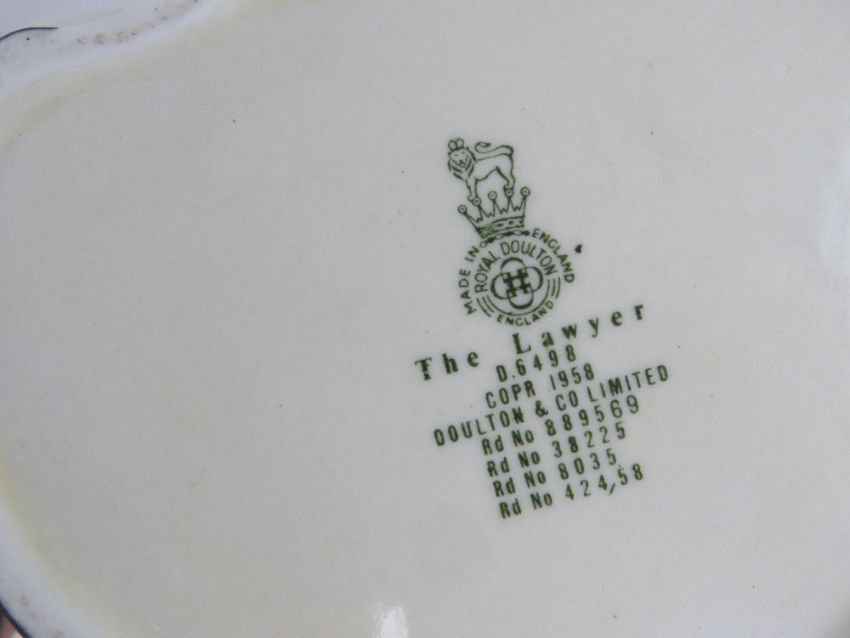 MADE IN ENGLAND
ROYAL DOULTON
ENGLAND
The Lawyer
D.6498
COPR 1958
DOULTON & CO LIMITED
Rd No 889569
Rd No 38225
Rd No 8035
Rd No 424/58